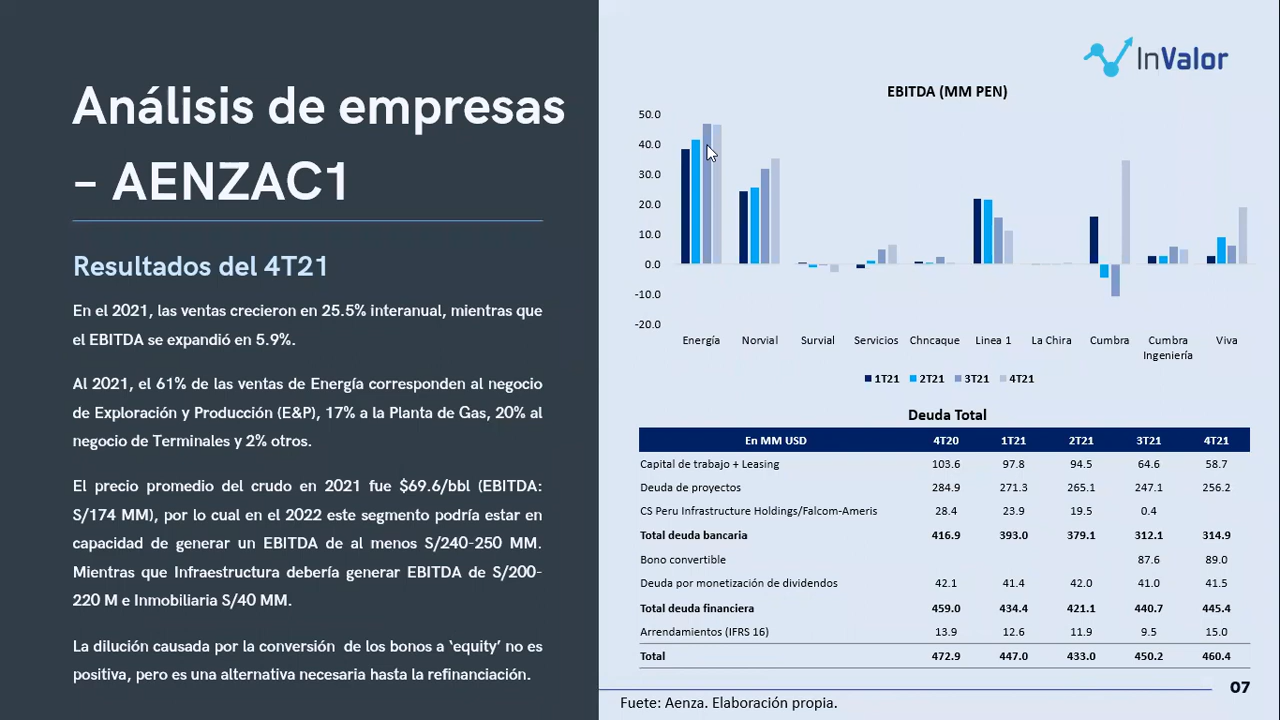 Análisis de empresas
– AENZAC1
Resultados del 4T21
En el 2021, las ventas crecieron en 25.5% interanual, mientras que
el EBITDA se expandió en 5.9%.
Al 2021, el 61% de las ventas de Energía corresponden al negocio
de Exploración y Producción (E&P), 17% a la Planta de Gas, 20% al
negocio de Terminales y 2% otros.
El precio promedio del crudo en 2021 fue $69.6/bbl (EBITDA:
S/174 MM), por lo cual en el 2022 este segmento podría estar en
capacidad de generar un EBITDA de al menos S/240-250 MM.
Mientras que Infraestructura debería generar EBITDA de S/200-
220 M e Inmobiliaria S/40 MM.
La dilución causada por la conversión de los bonos a ‘equity’ no es
positiva, pero es una alternativa necesaria hasta la refinanciación.
InValor
EBITDA (MM PEN)
50.0
40.0
30.0
20.0
10.0
0.0
-10.0
-20.0
Energía Norvial Survial Servicios Chncaque Linea 1 La Chira Cumbra Cumbra Viva
Ingeniería
1T21 2T21 3T21 4T21
Deuda Total
En MM USD 4T20 1T21 2T21 3T21 4T21
Capital de trabajo + Leasing 103.6 97.8 94.5 64.6 58.7
Deuda de proyectos 284.9 271.3 265.1 247.1 256.2
CS Peru Infrastructure Holdings/Falcom-Ameris 28.4 23.9 19.5 0.4
Total deuda bancaria 416.9 393.0 379.1 312.1 314.9
Bono convertible 87.6 89.0
Deuda por monetización de dividendos 42.1 41.4 42.0 41.0 41.5
Total deuda financiera 459.0 434.4 421.1 440.7 445.4
Arrendamientos (IFRS 16) 13.9 12.6 11.9 9.5 15.0
Total 472.9 447.0 433.0 450.2 460.4
07
Fuete: Aenza. Elaboración propia.